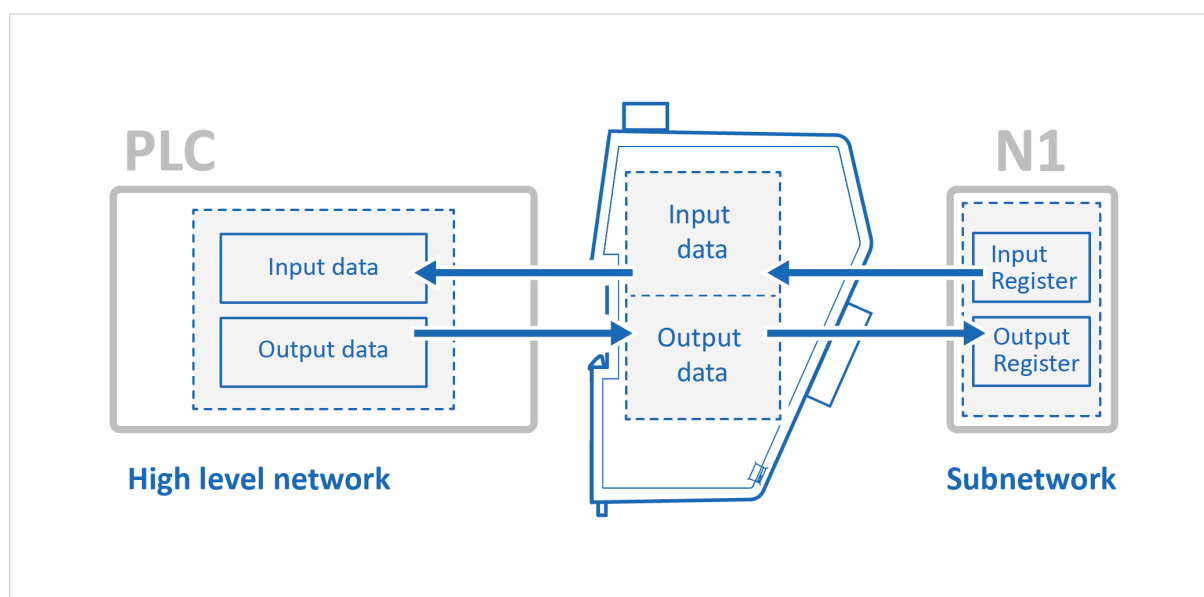 PLC
N1
Input data
Output data
Input
data
Output
data
Input
Register
Output
Register
High level network
Subnetwork